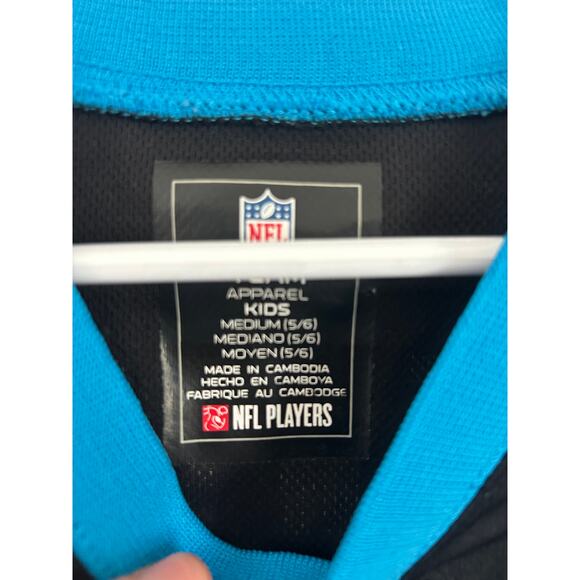 NFL
TEAM
APPAREL
KIDS
MEDIUM (5/6)
MEDIANO (5/6)
MOYEN (5/6)
MADE IN CAMBODIA
HECHO EN CAMBOYA
FABRIQUE AU CAMBODGE
NFL PLAYERS